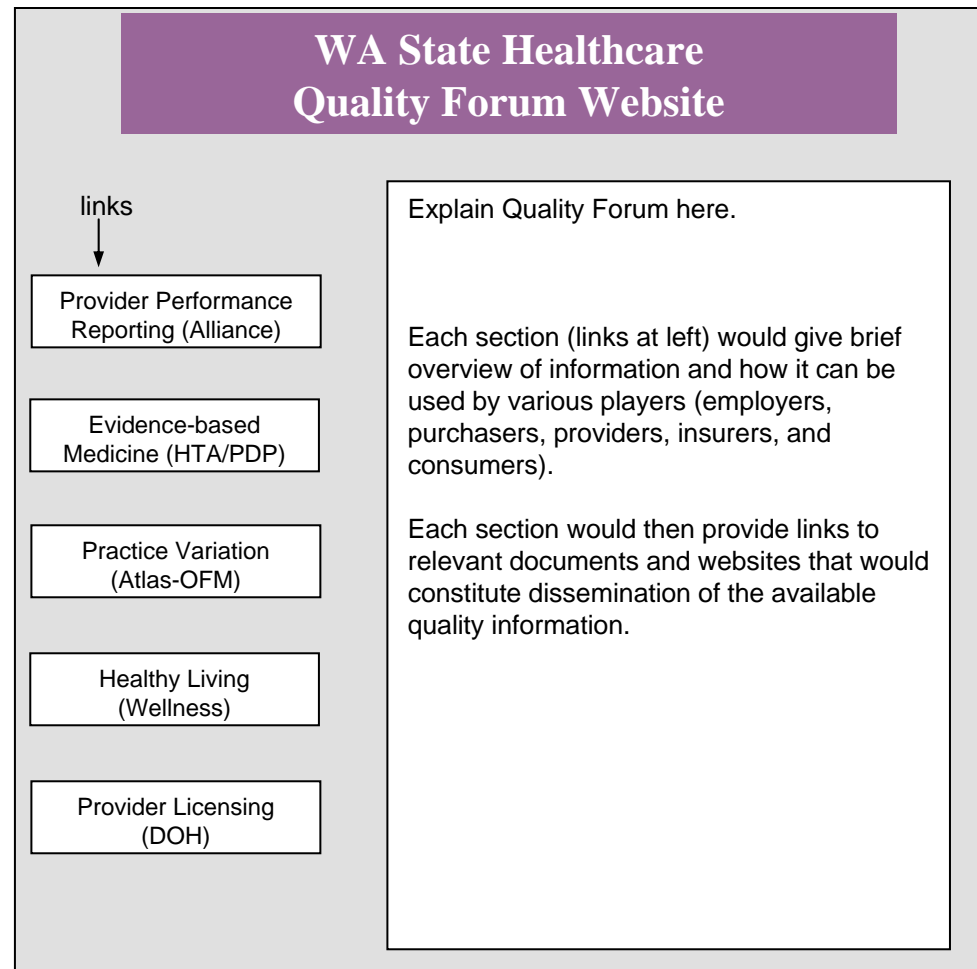 WA State Healthcare
Quality Forum Website
links
Provider Performance
Reporting (Alliance)
Evidence-based
Medicine (HTA/PDP)
Practice Variation
(Atlas-OFM)
Healthy Living
(Wellness)
Provider Licensing
(DOH)
Explain Quality Forum here.
Each section (links at left) would give brief
overview of information and how it can be
used by various players (employers,
purchasers, providers, insurers, and
consumers).
Each section would then provide links to
relevant documents and websites that would
constitute dissemination of the available
quality information.